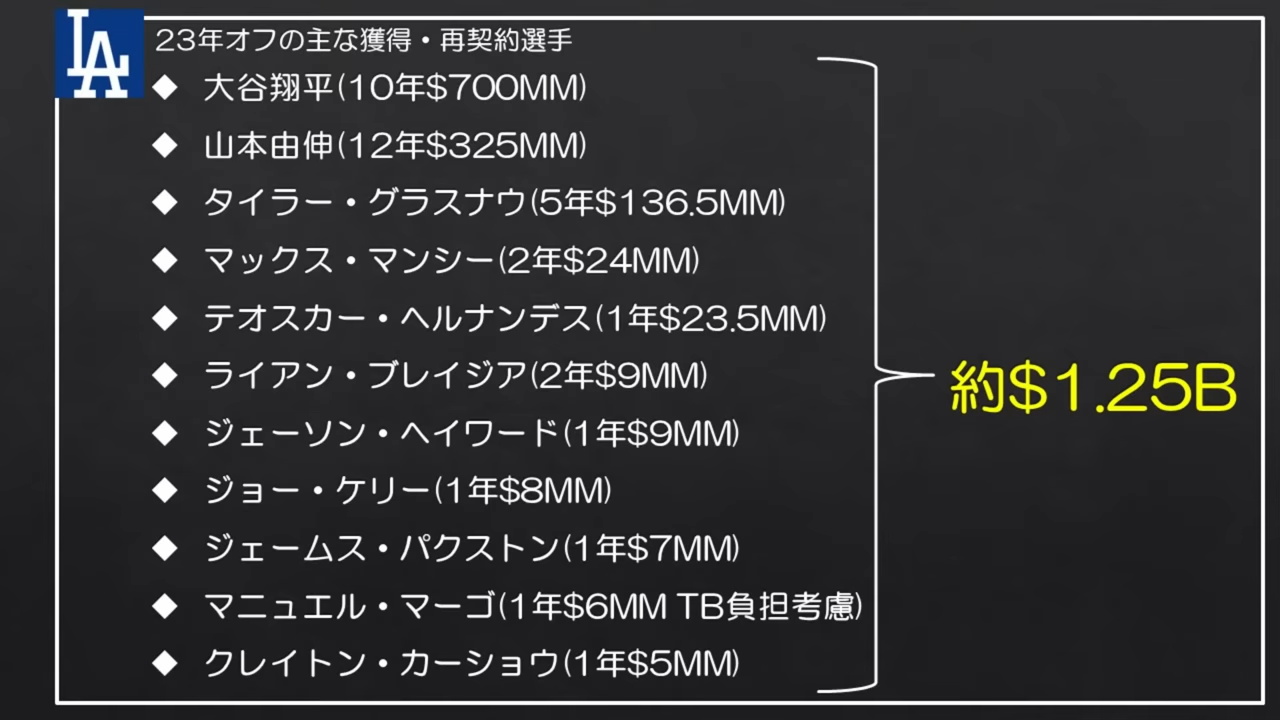 LA
23年オフの主な獲得・再契約選手
◆ 大谷翔平(10年$700MM)
◆ 山本由伸(12年$325MM)
◆ タイラー・グラスナウ(5年$136.5MM)
◆ マックス・マンシー(2年$24MM)
◆ テオスカー・ヘルナンデス(1年$23.5MM)
◆ ライアン・ブレイジア(2年$9MM)
◆ ジェーソン・ヘイワード(1年$9MM)
◆ ジョー・ケリー(1年$8MM)
◆ ジェームス・パクストン(1年$7MM)
◆ マニュエル・マーゴ(1年$6MM TB負担考慮)
◆ クレイトン・カーショウ(1年$5MM)
約$1.25B